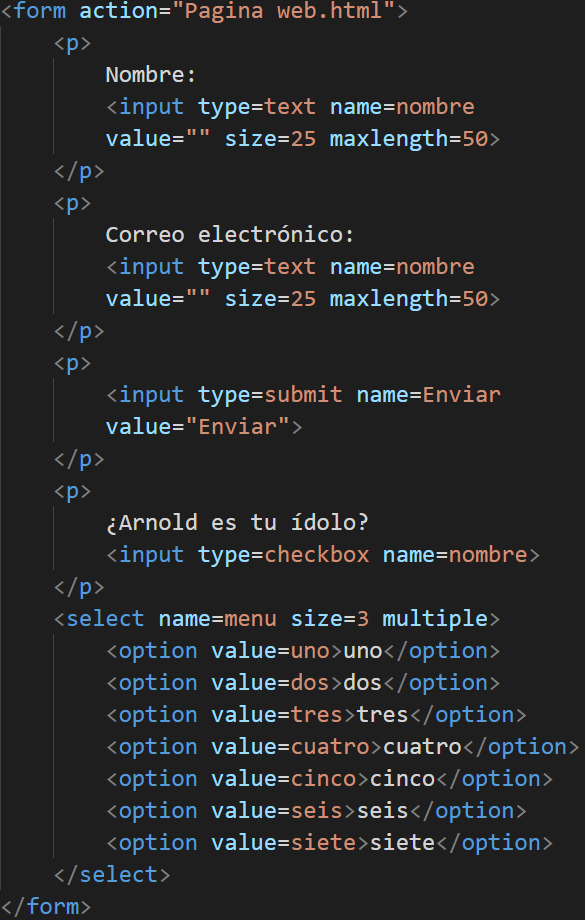 <form action="Pagina web.html">
<p>
Nombre:
<input type=text name=nombre
value="" size=25 maxlength=50>
</p>
<p>
Correo electrónico:
<input type=text name=nombre
value="" size=25 maxlength=50>
</p>
<p>
<input type=submit name=Enviar
value="Enviar">
</p>
<p>
¿Arnold es tu ídolo?
<input type=checkbox name=nombre>
</p>
<select name=menu size=3 multiple>
<option value=uno>uno</option>
<option value=dos>dos</option>
<option value=tres>tres</option>
<option value=cuatro>cuatro</option>
<option value=cinco>cinco</option>
<option value=seis>seis</option>
<option value=siete>siete</option>
</select>
</form>